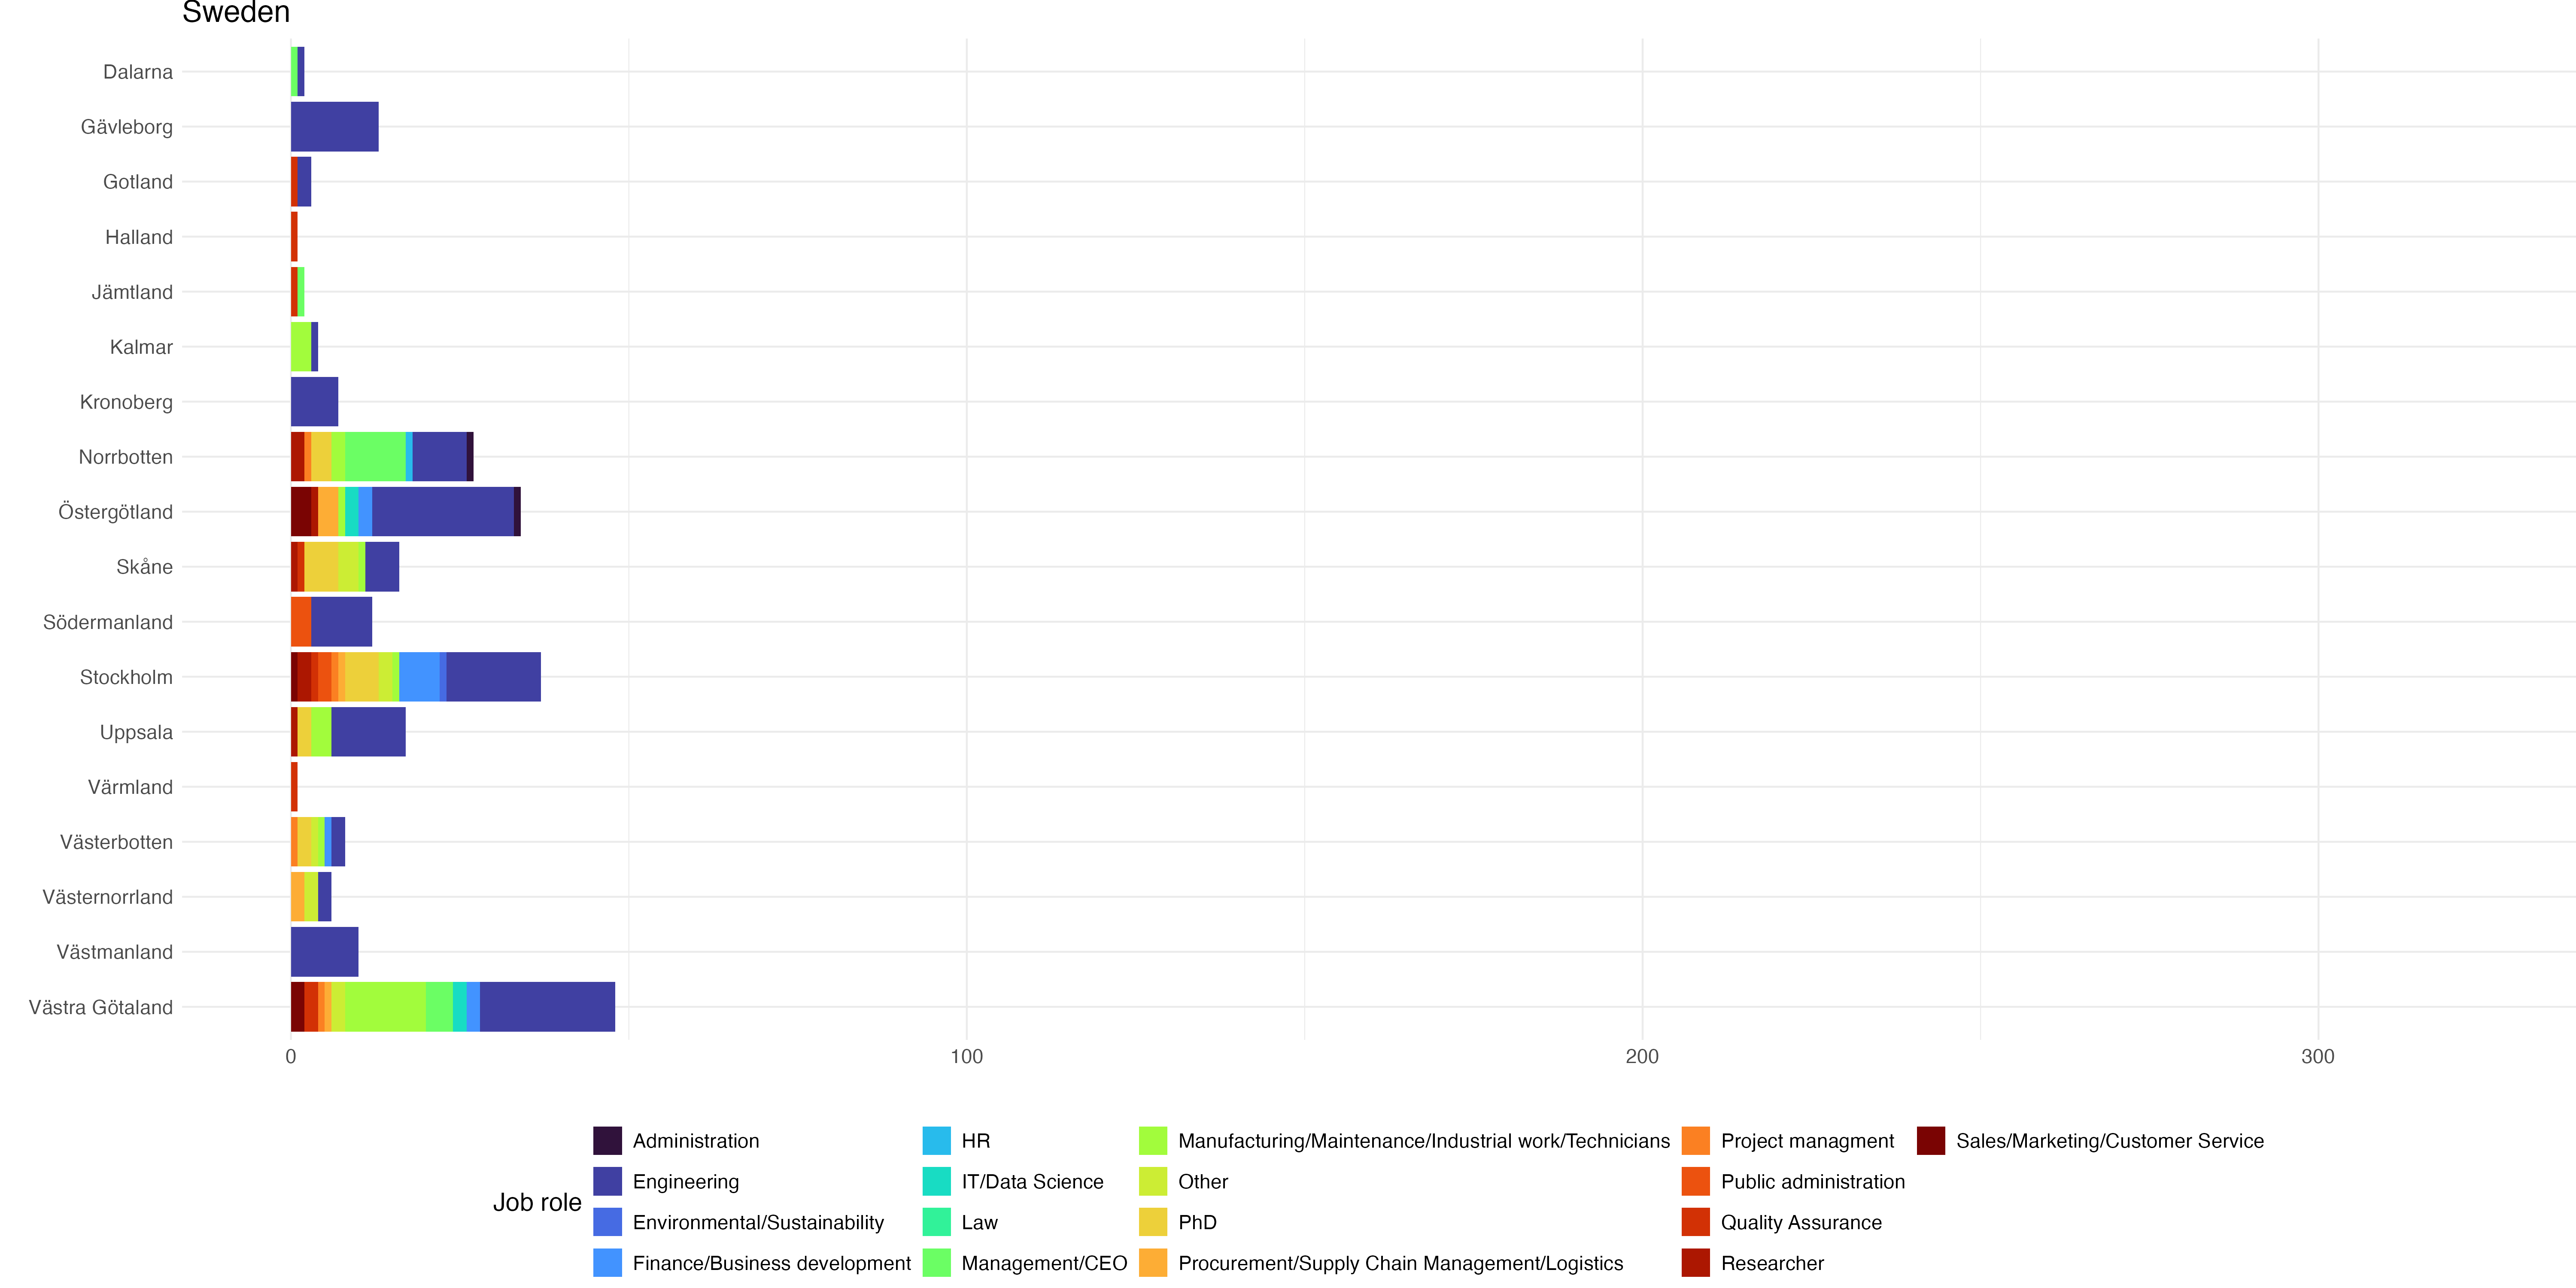 Sweden
Dalarna
Gävleborg
Gotland
Halland
Jämtland
Kalmar
Kronoberg
Norrbotten
Östergötland
Skåne
Södermanland
Stockholm
Uppsala
Värmland
Västerbotten
Västernorrland
Västmanland
Västra Götaland
0 100 200 300
Job role
Administration
Engineering
Environmental/Sustainability
Finance/Business development
HR
IT/Data Science
Law
Management/CEO
Manufacturing/Maintenance/Industrial work/Technicians
Other
PhD
Procurement/Supply Chain Management/Logistics
Project managment
Public administration
Quality Assurance
Researcher
Sales/Marketing/Customer Service